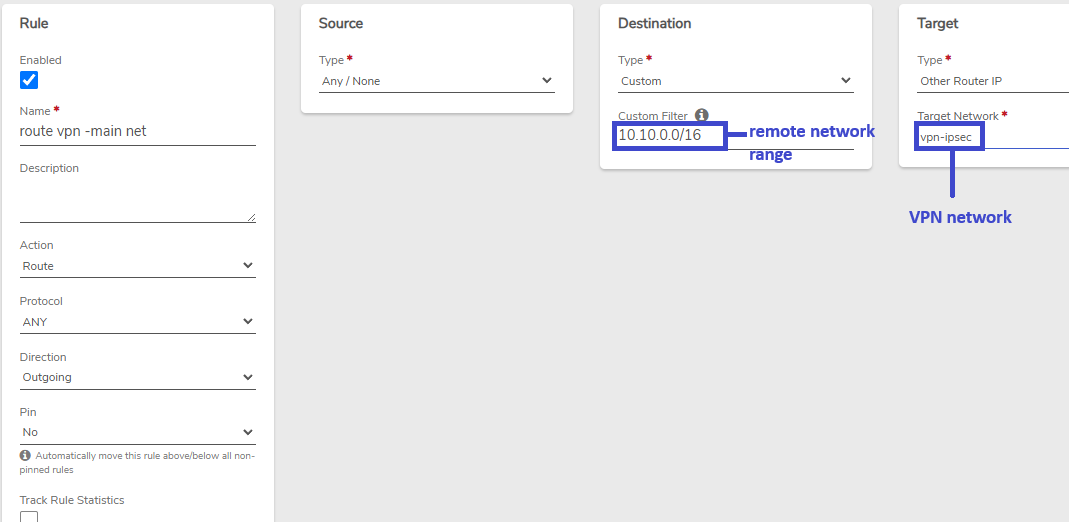 Rule
Enabled
Name *
route vpn -main net
Description
Action
Route
Protocol
ANY
Direction
Outgoing
Pin
No
Automatically move this rule above/below all non-
pinned rules
Track Rule Statistics
Source
Type *
Any / None
Destination
Type *
Custom
Custom Filter
10.10.0.0/16
remote network
range
Target
Type *
Other Router IP
Target Network *
vpn-ipsec
VPN network